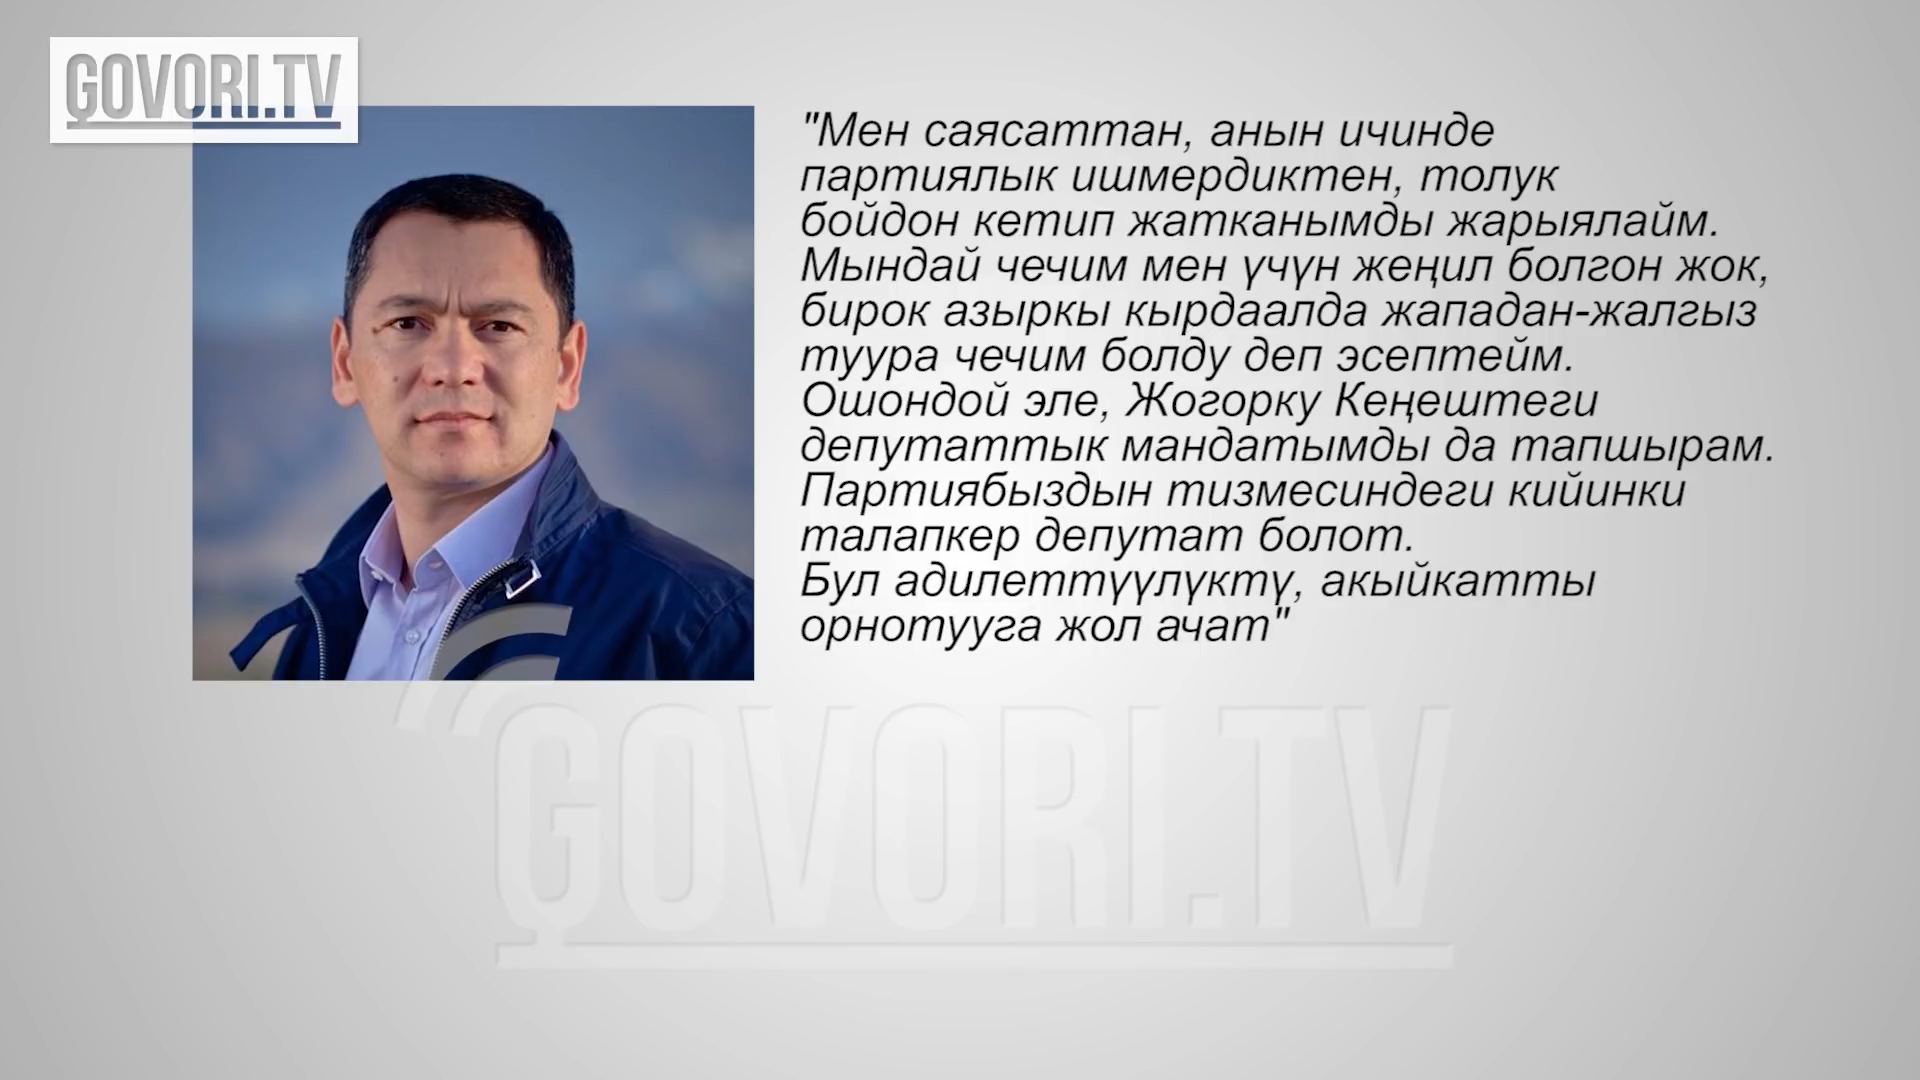 GOVORI.TV
"Мен саясаттан, анын ичинде
партиялык ишмердиктен, толук
бойдон кетип жатканымды жарыялайм.
Мындай чечим мен үчүн жеңил болгон жок,
бирок азыркы кырдаалда жападан-жалгыз
туура чечим болду деп эсептейм.
Ошондой эле, Жогорку Кеңештеги
депутаттык мандатымды да тапшырам.
Партиябыздын тизмесиндеги кийинки
талапкер депутат болот.
Бул адилеттүүлүктү, акыйкатты
орнотууга жол ачат"
GOVORI.TV